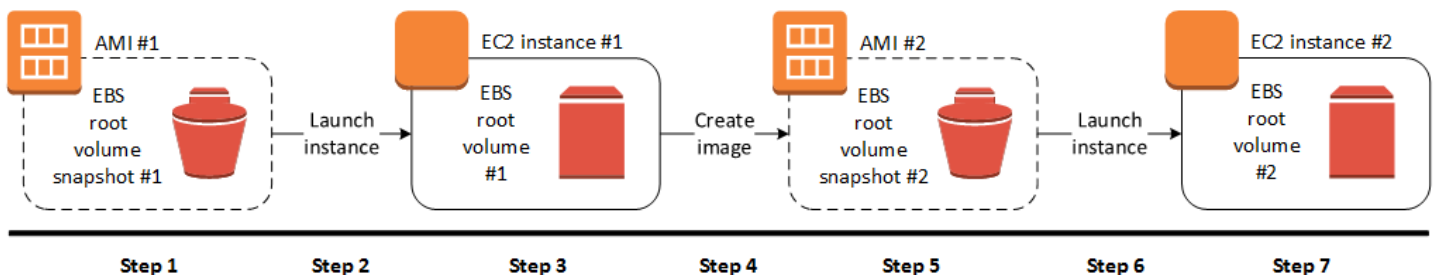 AMI #1
EBS
root
volume
snapshot #1
Launch
instance
EC2 instance #1
EBS
root
volume
#1
Create
image
AMI #2
EBS
root
volume
snapshot #2
Launch
instance
EC2 instance #2
EBS
root
volume
#2
Step 1
Step 2
Step 3
Step 4
Step 5
Step 6
Step 7